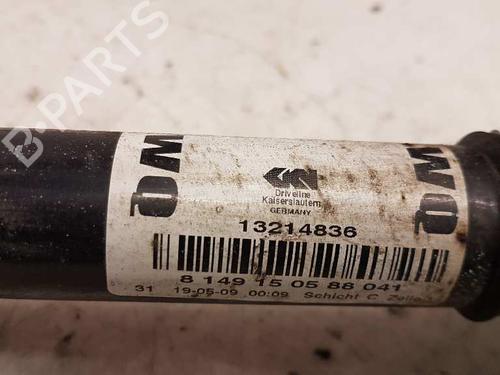 B-PARTS
GKN
Driveline
Kaiserslautern
GERMANY
13214836
8 149 15 05 88 041
31 19-05-09 00:09 Schicht C